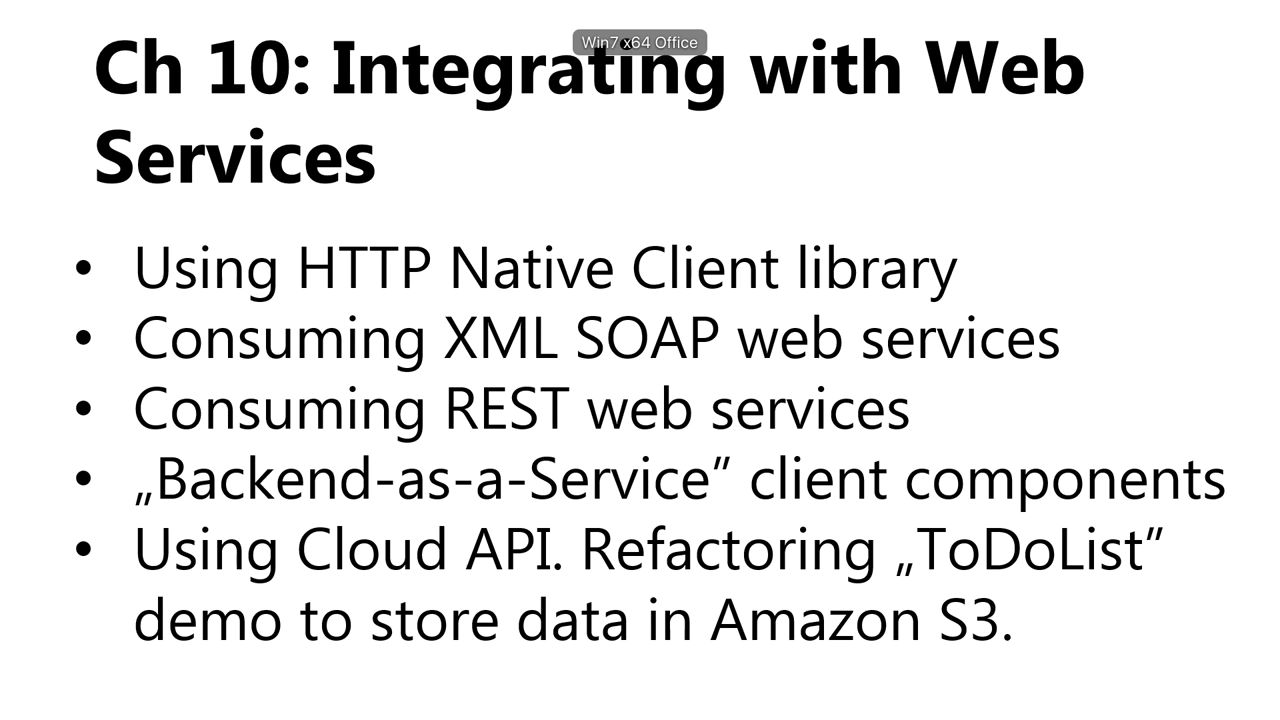 Win7 x64 Office
Ch 10: Integrating with Web
Services
• Using HTTP Native Client library
• Consuming XML SOAP web services
• Consuming REST web services
• „Backend-as-a-Service” client components
• Using Cloud API. Refactoring „ToDoList”
demo to store data in Amazon S3.